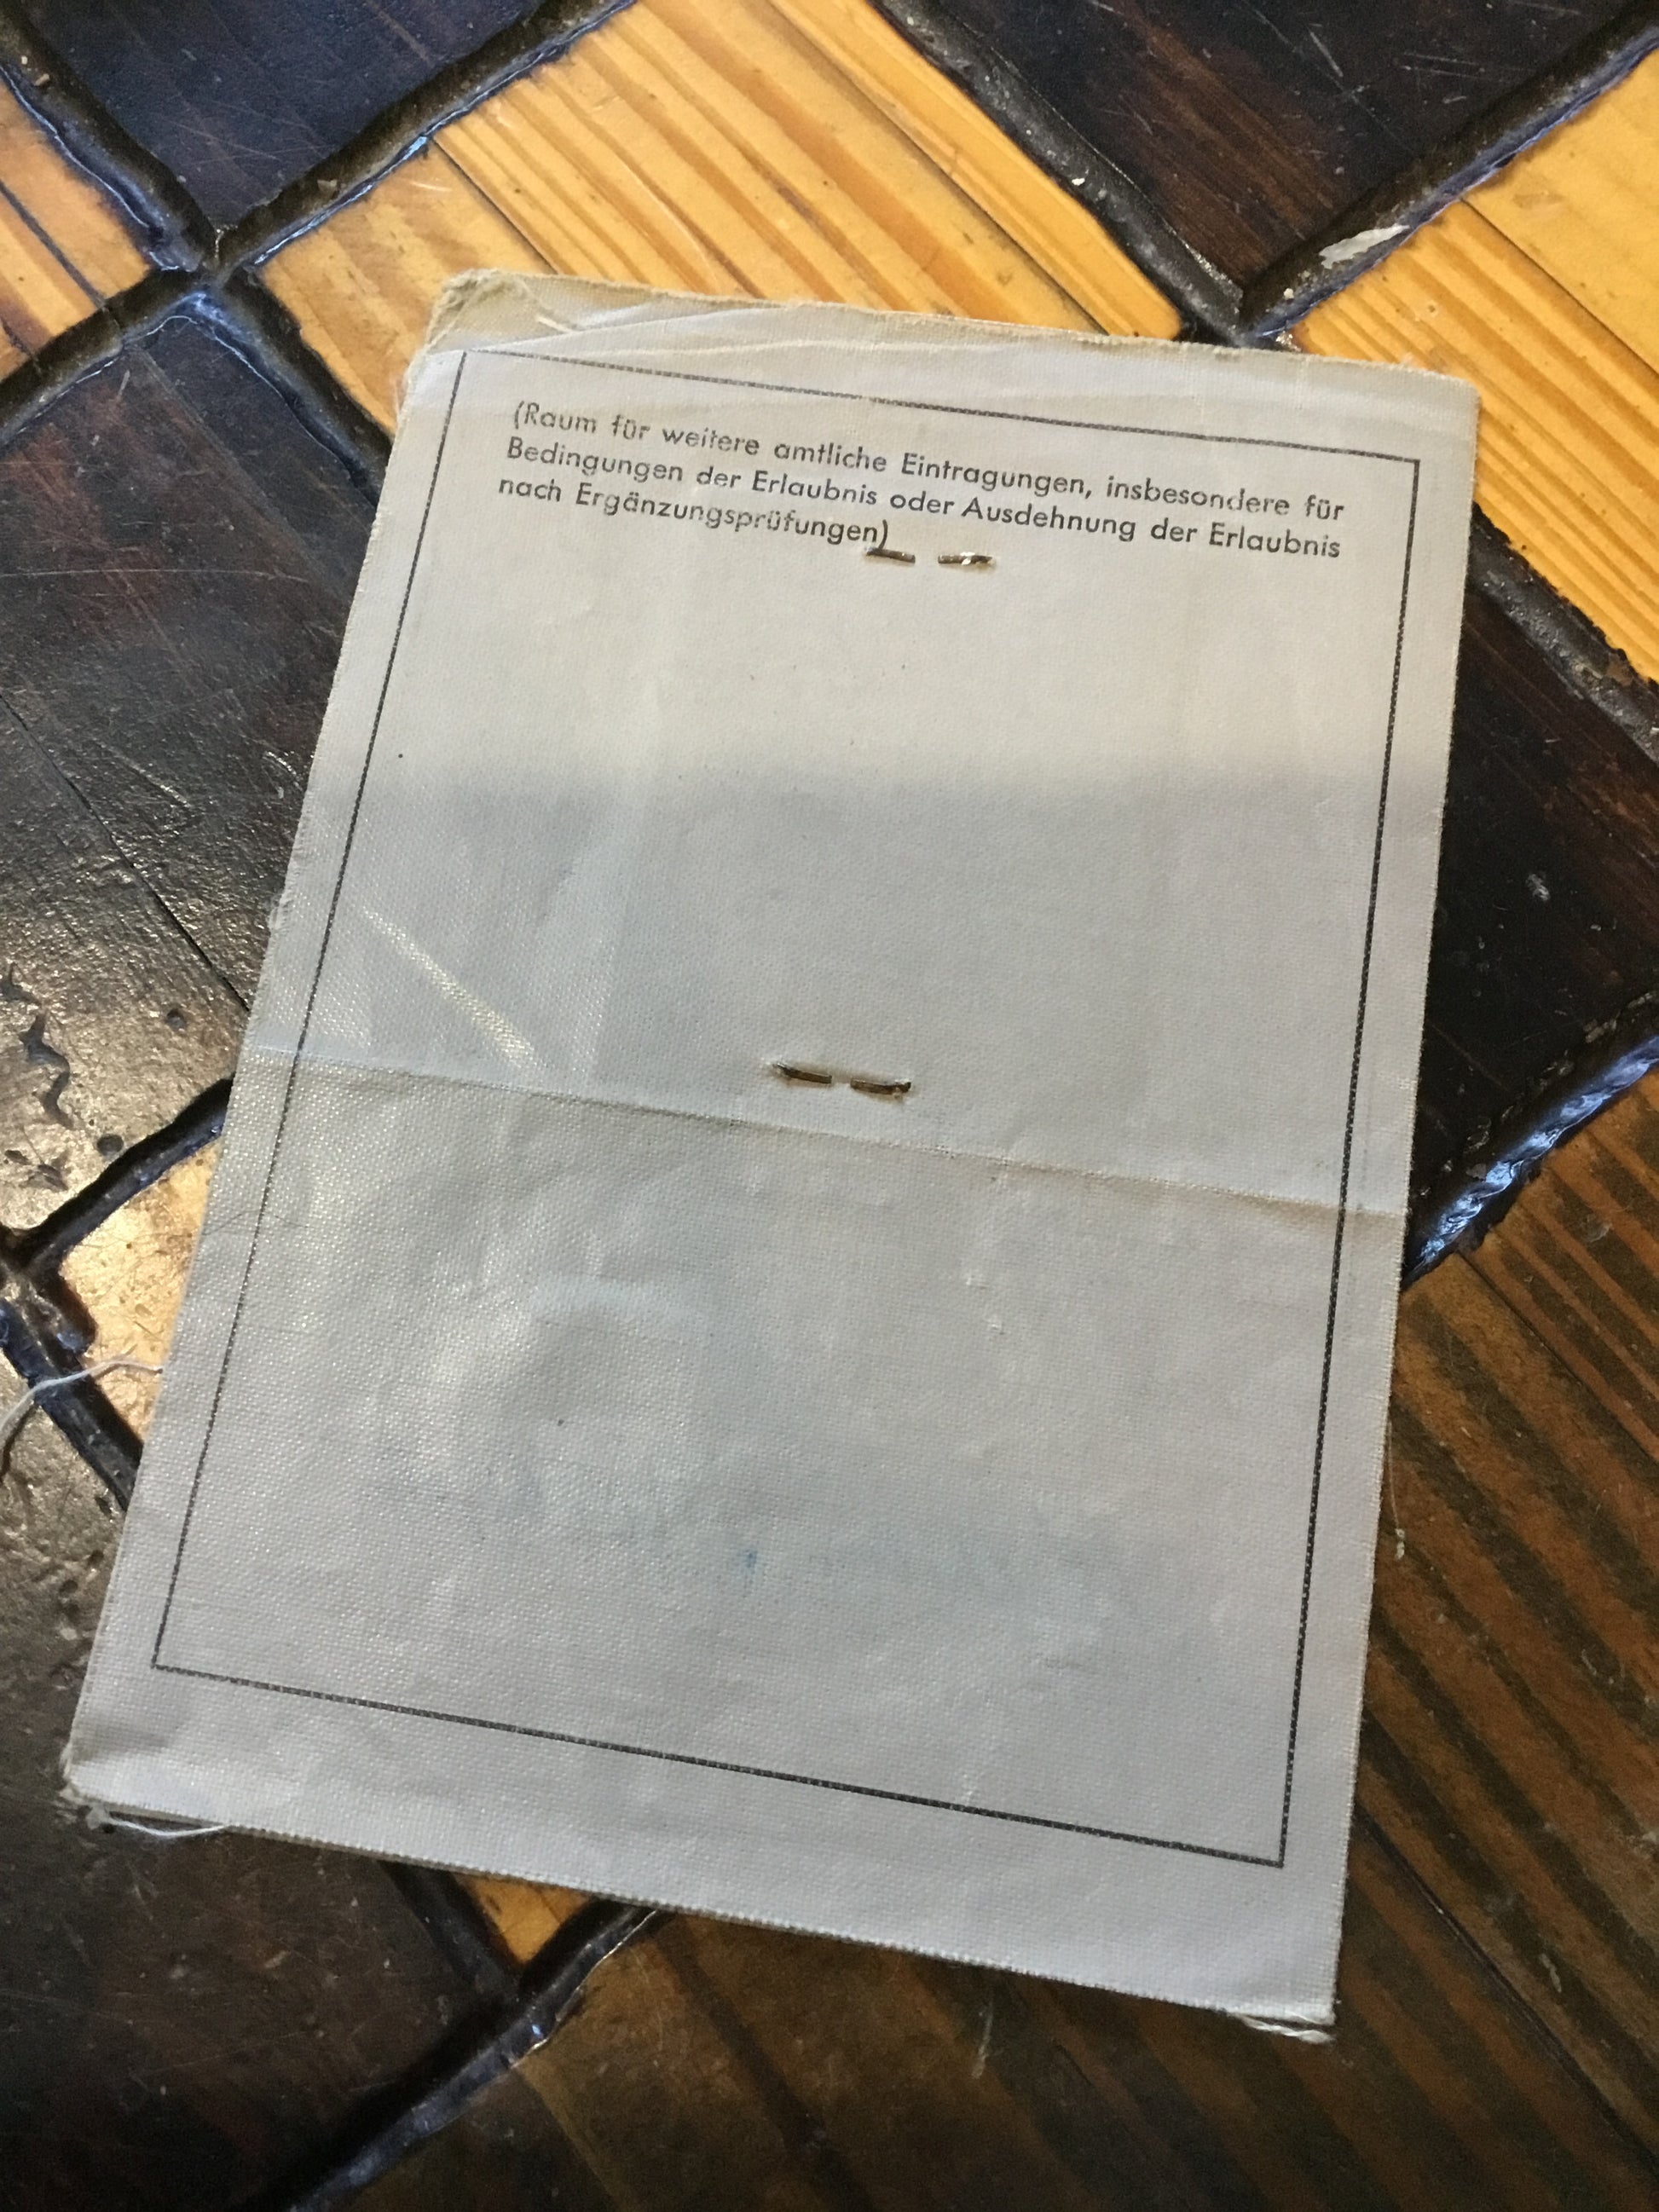 (Raum für weitere amtliche Eintragungen, insbesondere für
Bedingungen der Erlaubnis oder Ausdehnung der Erlaubnis
nach Ergänzungsprüfungen)